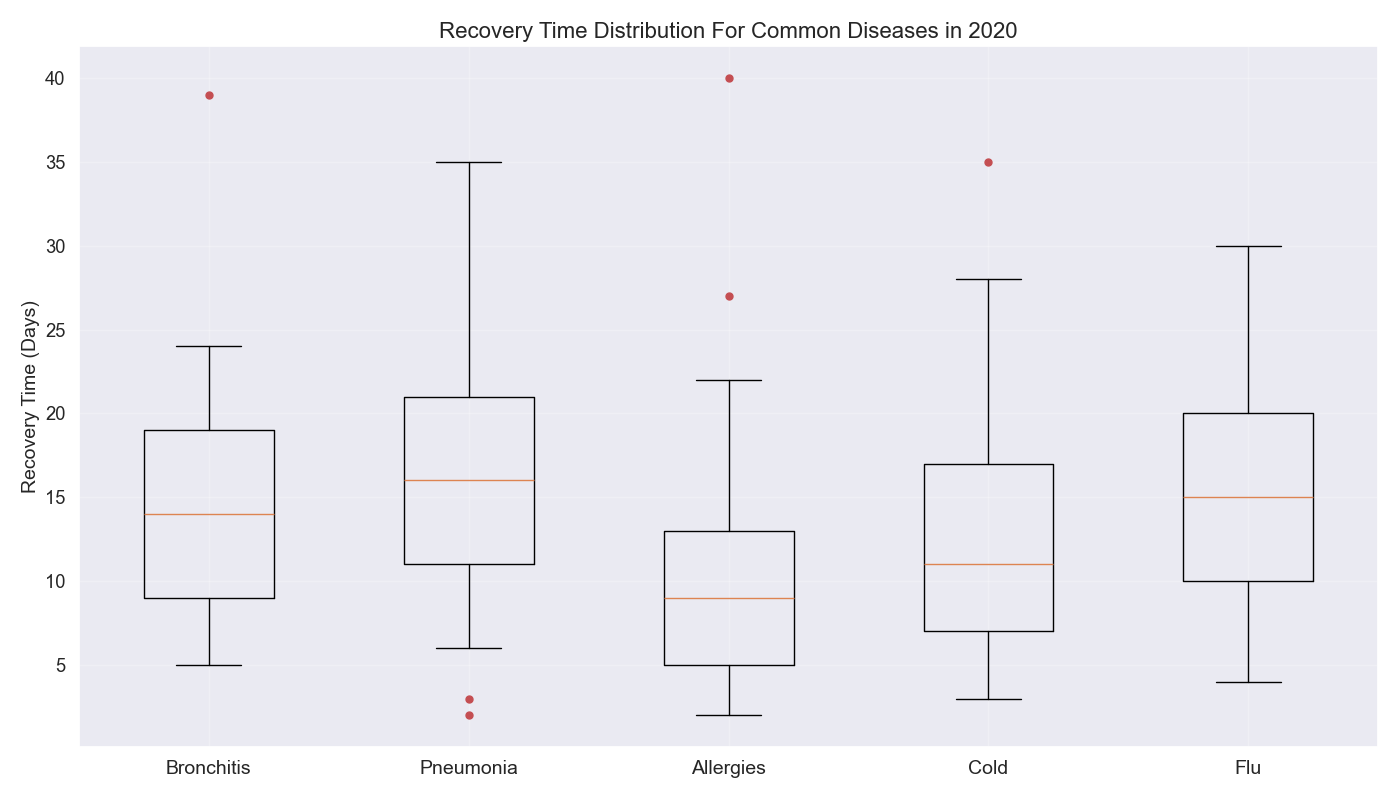 Recovery Time Distribution For Common Diseases in 2020
Recovery Time (Days)
40
35
30
25
20
15
10
5
Bronchitis
Pneumonia
Allergies
Cold
Flu